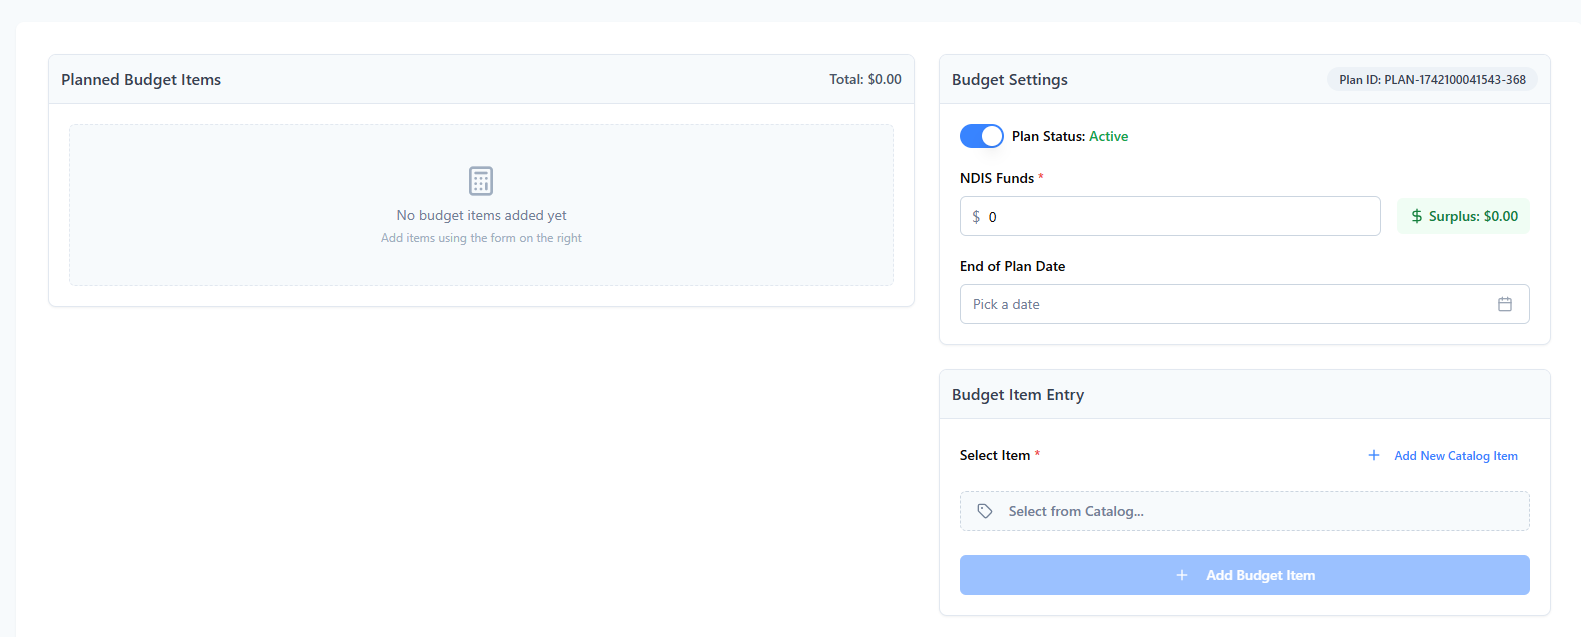 Planned Budget Items
Total: $0.00
No budget items added yet
Add items using the form on the right
Budget Settings
Plan ID: PLAN-1742100041543-368
Plan Status: Active
NDIS Funds *
$ 0
$ Surplus: $0.00
End of Plan Date
Pick a date
Budget Item Entry
Select Item *
+ Add New Catalog Item
Select from Catalog...
+ Add Budget Item